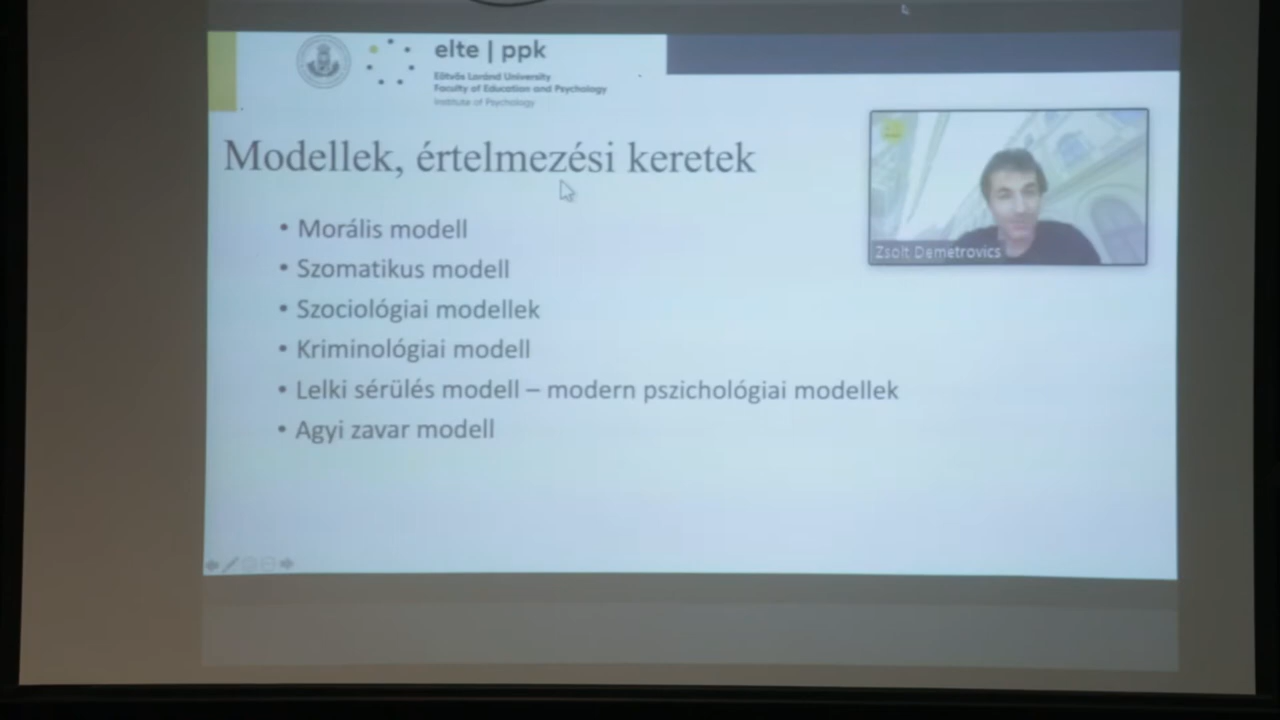 elte | ppk
Eötvös Loránd University
Faculty of Education and Psychology
Institute of Psychology
Modellek, értelmezési keretek
• Morális modell
• Szomatikus modell
• Szociológiai modellek
• Kriminológiai modell
• Lelki sérülés modell – modern pszichológiai modellek
• Agyi zavar modell
Zsolt Demetrovics